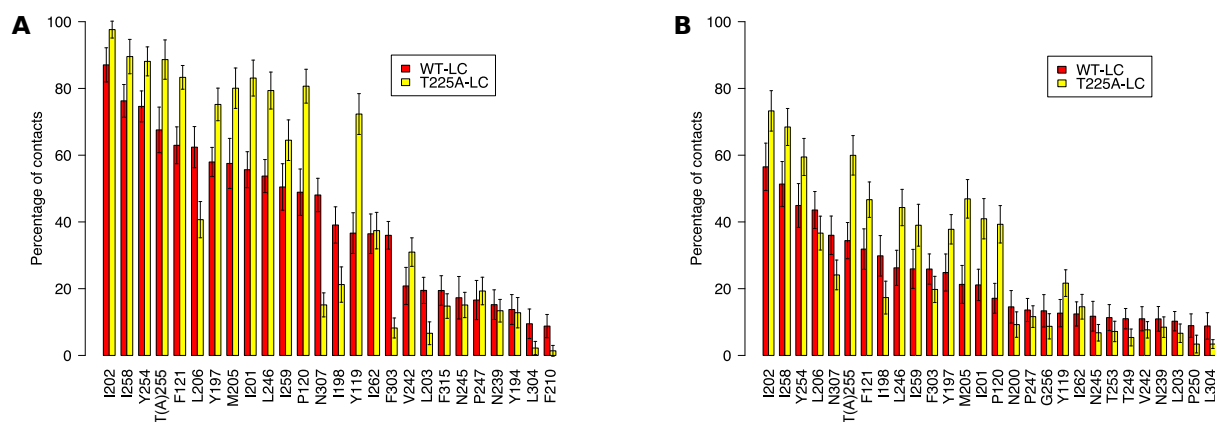 A
Percentage of contacts
100
80
60
40
20
0
WT-LC
T225A-LC
I202
I258
Y254
T(A)255
F121
L206
Y197
M205
I201
L246
I259
P120
N307
I198
Y119
I262
F303
V242
L203
F315
N245
P247
N239
Y194
L304
F210
B
Percentage of contacts
100
80
60
40
20
0
WT-LC
T225A-LC
I202
I258
Y254
L206
N307
T(A)255
F121
I198
L246
I259
F303
Y197
M205
I201
P120
N200
P247
G256
Y119
I262
N245
T253
T249
V242
N239
L203
P250
L304